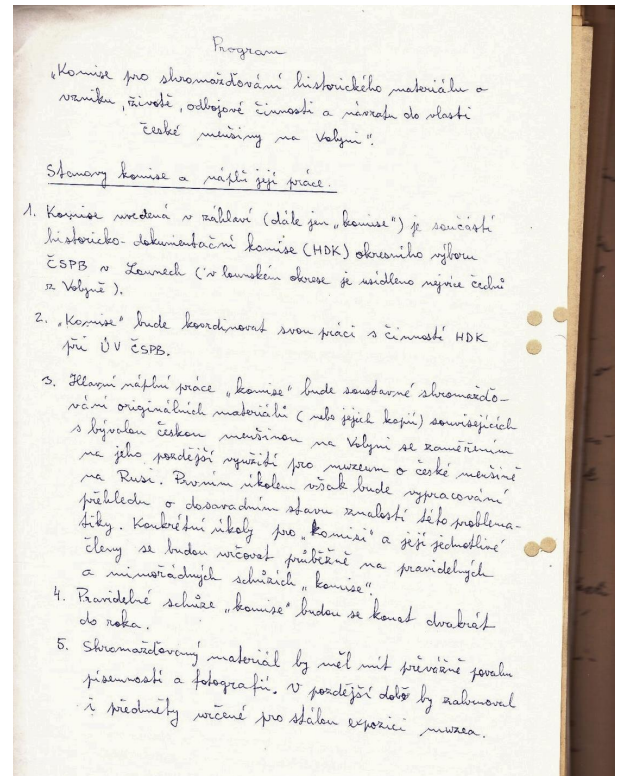 Program
„Komise pro shromažďování historického materiálu o
vzniku, životě, odbojové činnosti a návratu do vlasti
české menšiny na Volyni".
Stanovy komise a náplň její práce.
1. Komise uvedená v záhlaví (dále jen „komise") je součástí
historicko-dokumentační komise (HDK) okresního výboru
ČSPB v Lounech (v lounském okrese je usídleno nejvíce čechů
z Volyně).
2. „Komise" bude koordinovat svou práci s činností HDK
při ÚV ČSPB.
3. Hlavní náplní práce „komise" bude soustavné shromažďo-
vání originálních materiálů (nebo jejich kopií) souvisejících
s bývalou českou menšinou na Volyni se zaměřením
na jeho pozdější využití pro muzeum o české menšině
na Rusi. Prvním úkolem však bude vypracování
přehledu o dosavadním stavu znalostí této problema-
tiky. Konkrétní úkoly pro „komisi" a její jednotlivé
členy se budou určovat průběžně na pravidelných
a mimořádných schůzích „komise".
4. Pravidelné schůze „komise" budou se konat dvakrát
do roka.
5. Shromažďovaný materiál by měl mít převážně povahu
písemností a fotografií. V pozdější době by zahrnoval
i předměty určené pro stálou expozici muzea.